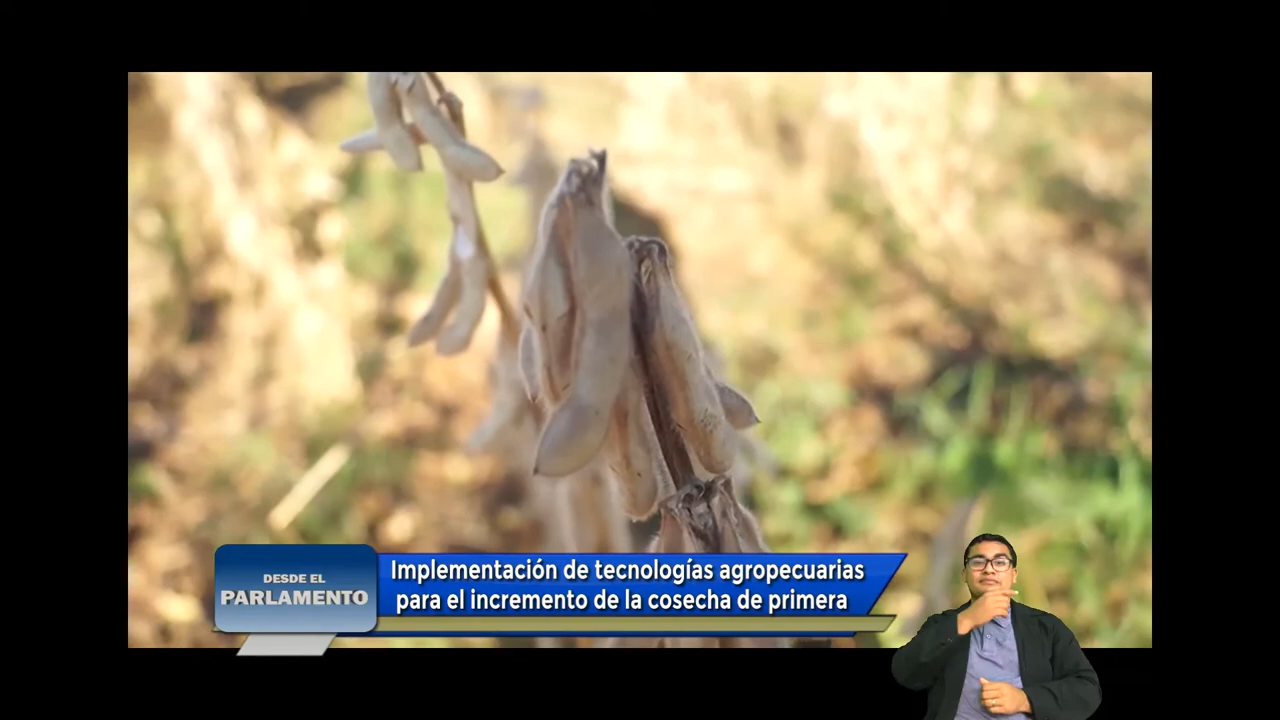 DESDE EL
PARLAMENTO
Implementación de tecnologías agropecuarias
para el incremento de la cosecha de primera